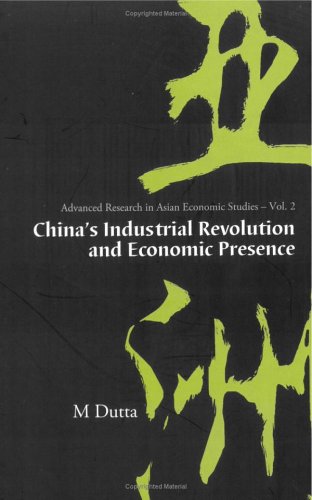 亚
Advanced Research in Asian Economic Studies – Vol. 2
China's Industrial Revolution
and Economic Presence
洲
M Dutta